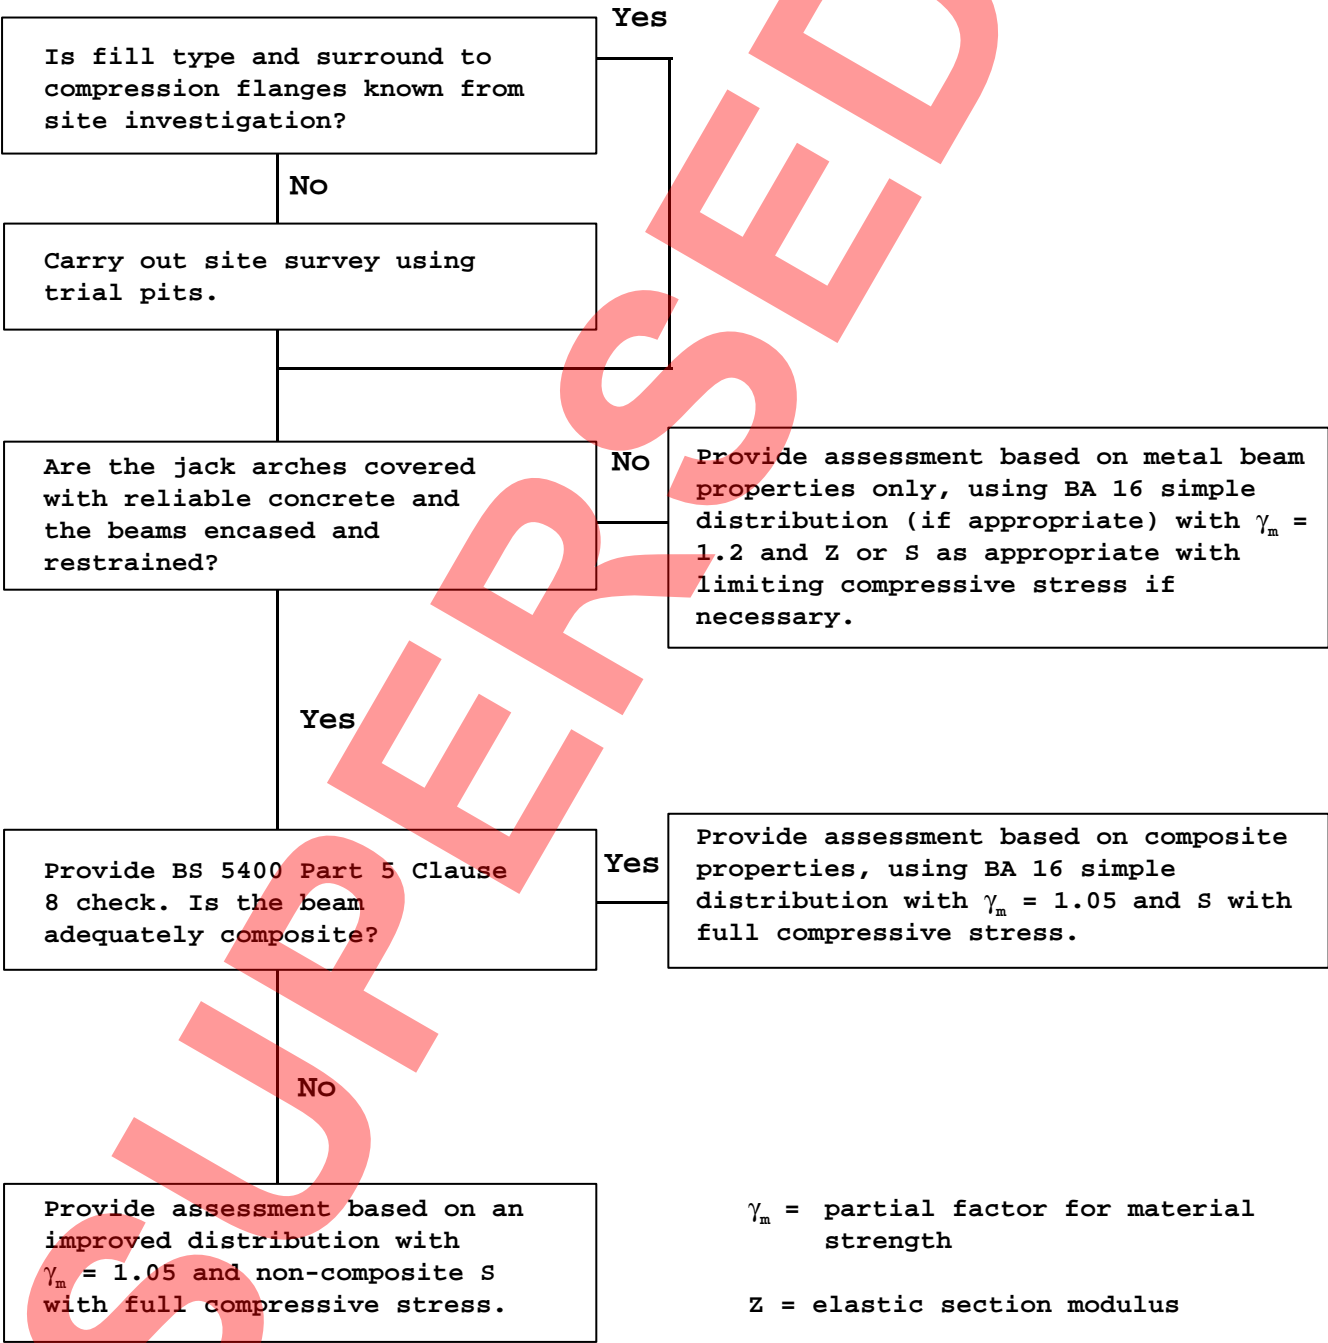 Yes
Is fill type and surround to
compression flanges known from
site investigation?
No
Carry out site survey using
trial pits.
Are the jack arches covered
with reliable concrete and
the beams encased and
restrained?
No
Provide assessment based on metal beam
properties only, using BA 16 simple
distribution (if appropriate) with γm =
1.2 and Z or S as appropriate with
limiting compressive stress if
necessary.
Yes
Provide BS 5400 Part 5 Clause
8 check. Is the beam
adequately composite?
Yes
Provide assessment based on composite
properties, using BA 16 simple
distribution with γm = 1.05 and S with
full compressive stress.
No
Provide assessment based on an
improved distribution with
γm = 1.05 and non-composite S
with full compressive stress.
γm = partial factor for material
strength
Z = elastic section modulus
SUPERSED